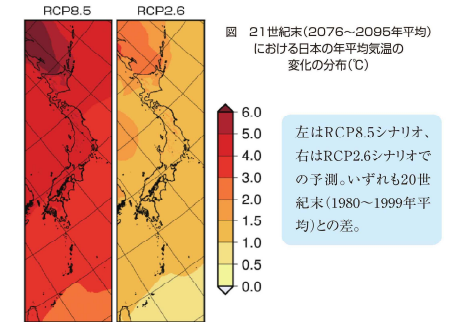 RCP8.5
RCP2.6
図 21世紀末(2076～2095年平均)
における日本の年平均気温の
変化の分布(℃)
6.0
5.0
4.0
3.0
2.0
1.5
1.0
0.5
0.0
左はRCP8.5シナリオ、
右はRCP2.6シナリオで
の予測。いずれも20世
紀末(1980～1999年平
均)との差。